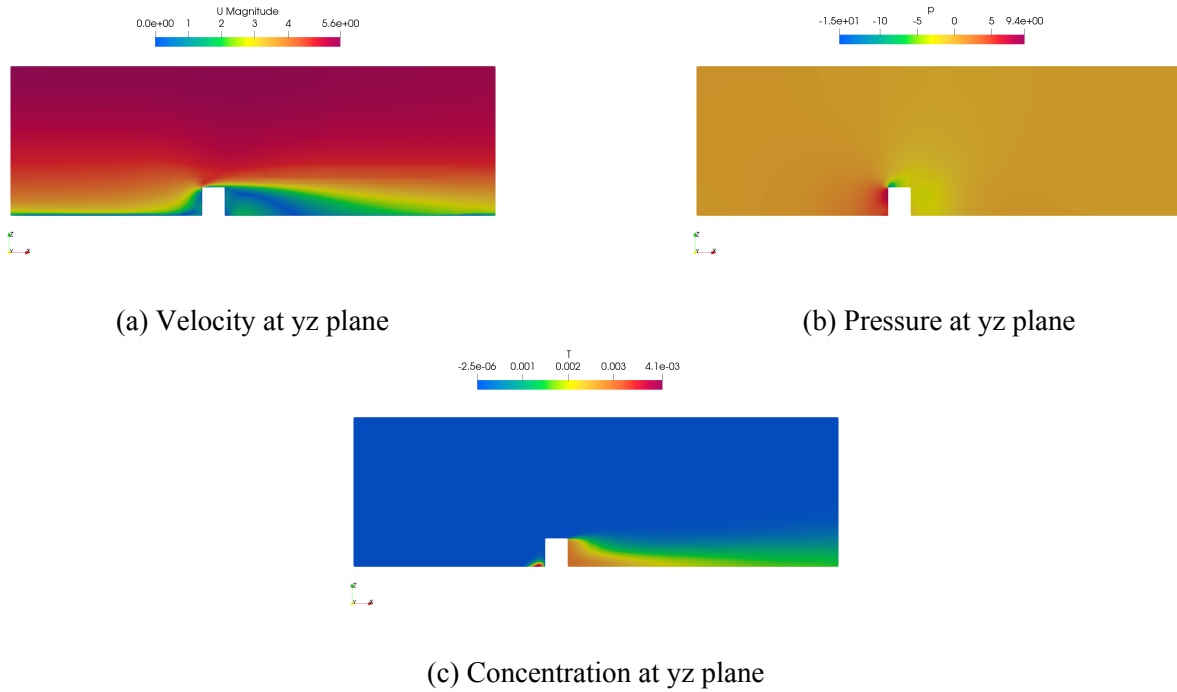 U Magnitude
0.0e+00 1 2 3 4 5.6e+00
p
-1.5e+01 -10 -5 0 5 9.4e+00
Z
Y X
Z
Y X
(a) Velocity at yz plane
(b) Pressure at yz plane
T
-2.5e-06 0.001 0.002 0.003 4.1e-03
Z
Y X
(c) Concentration at yz plane